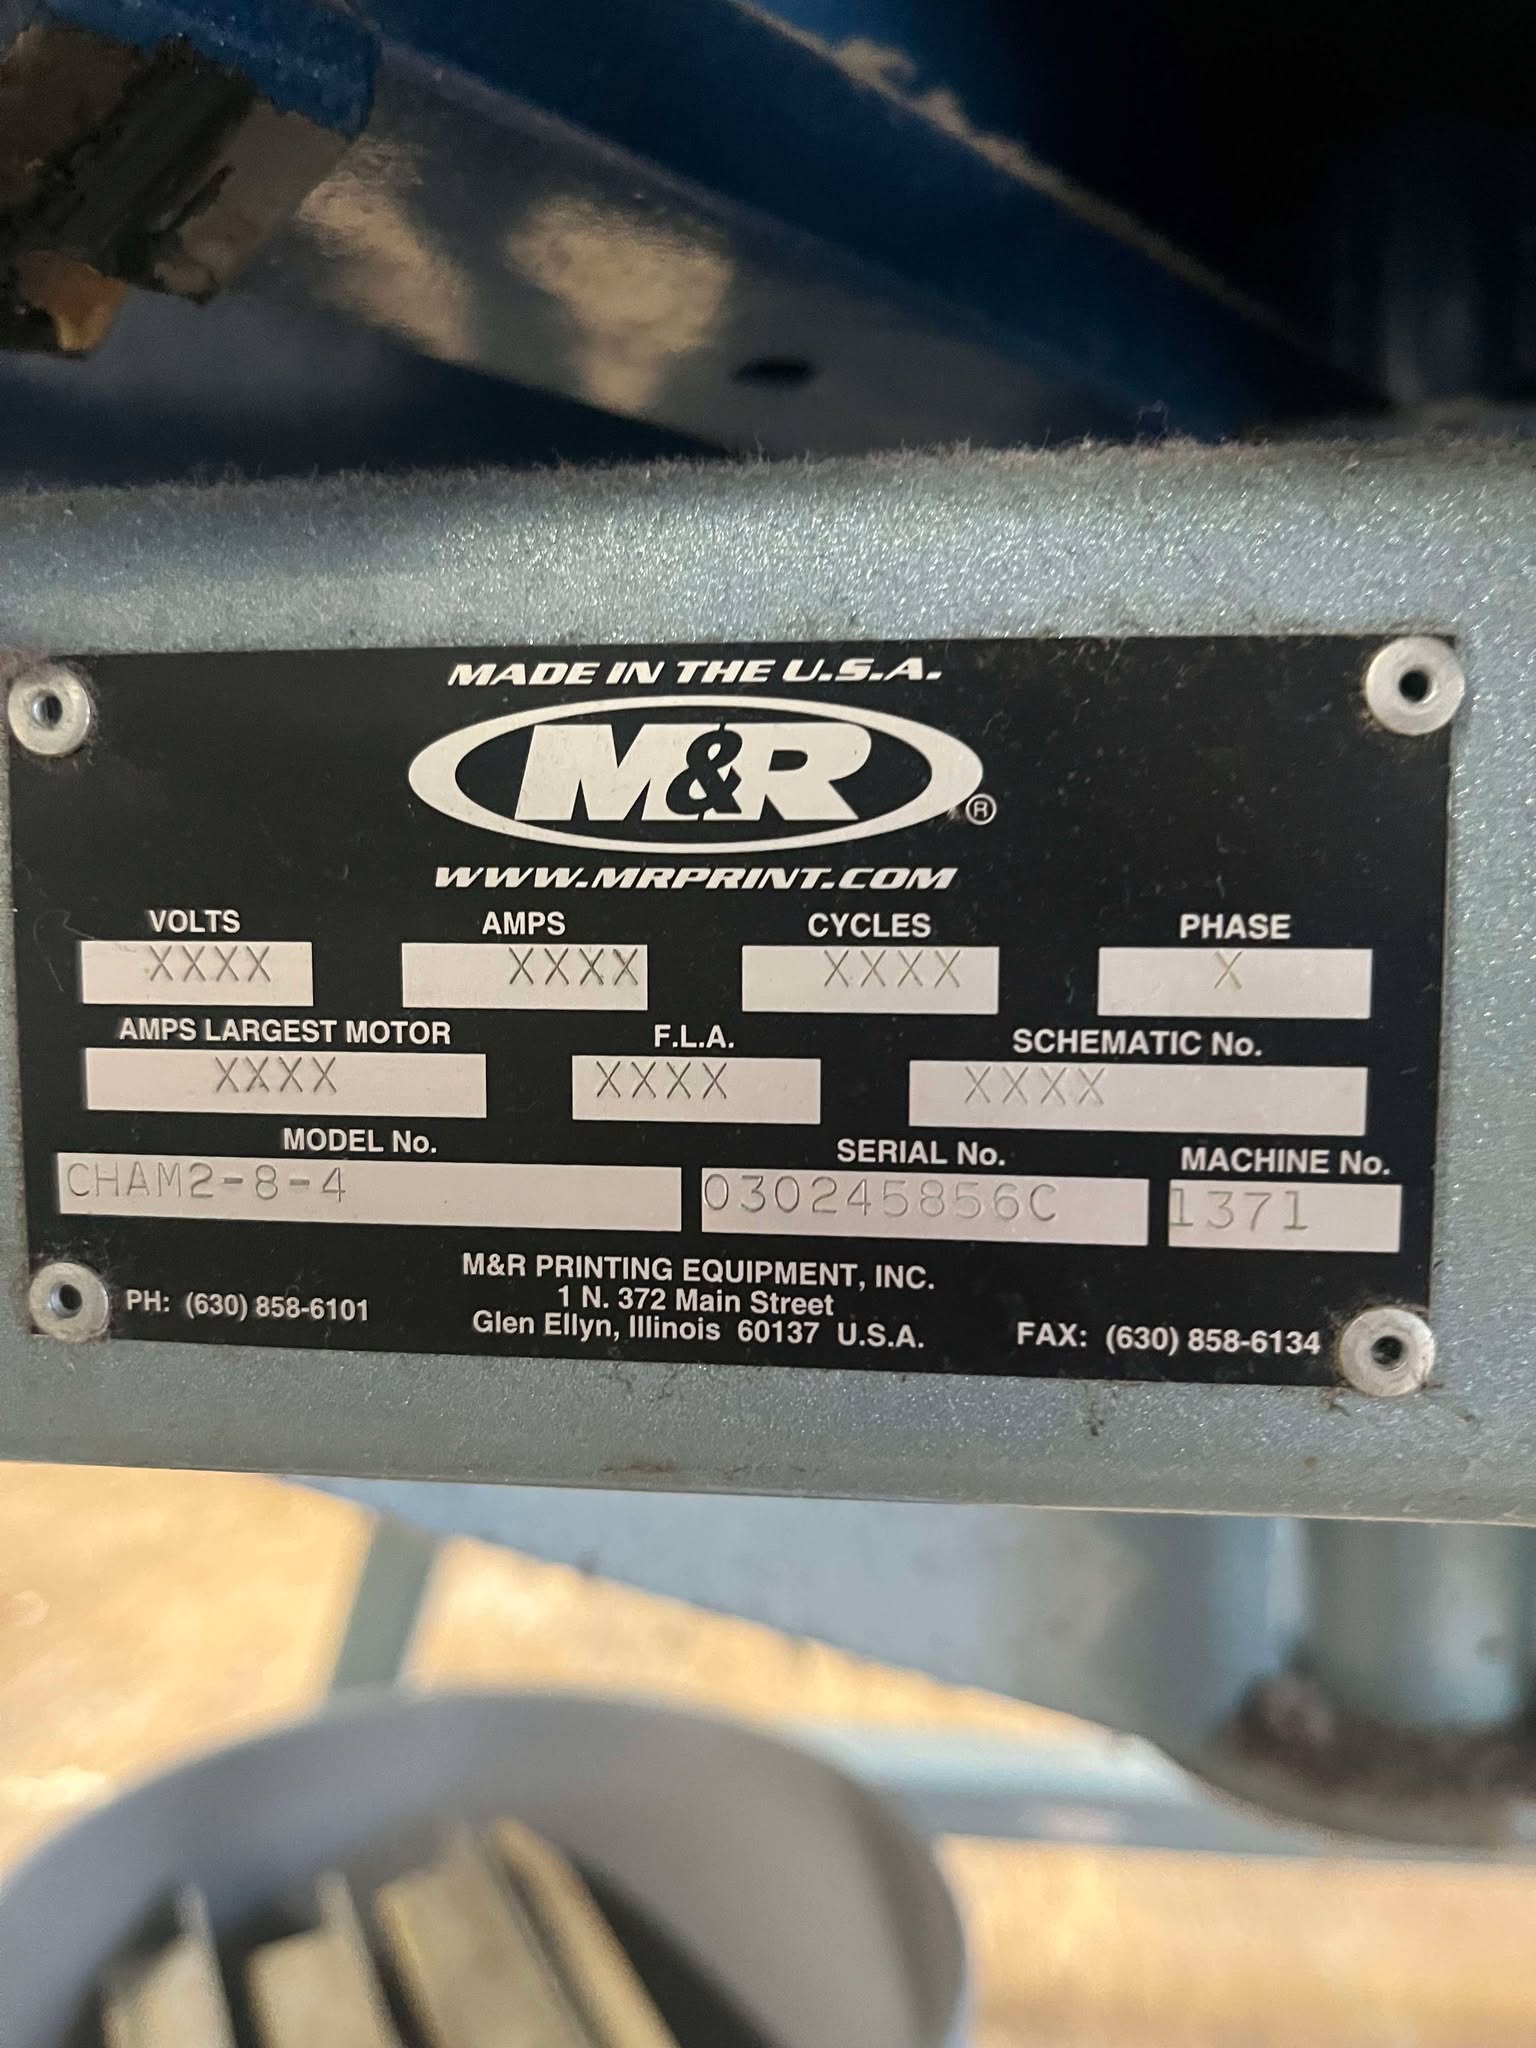 MADE IN THE U.S.A.
M&R®
WWW.MRPRINT.COM
VOLTS AMPS CYCLES PHASE
XXXX XXXX XXXX X
AMPS LARGEST MOTOR F.L.A. SCHEMATIC No.
XXXX XXXX XXXX
MODEL No. SERIAL No. MACHINE No.
CHAM2-8-4 030245856C 1371
M&R PRINTING EQUIPMENT, INC.
1 N. 372 Main Street
PH: (630) 858-6101 Glen Ellyn, Illinois 60137 U.S.A. FAX: (630) 858-6134